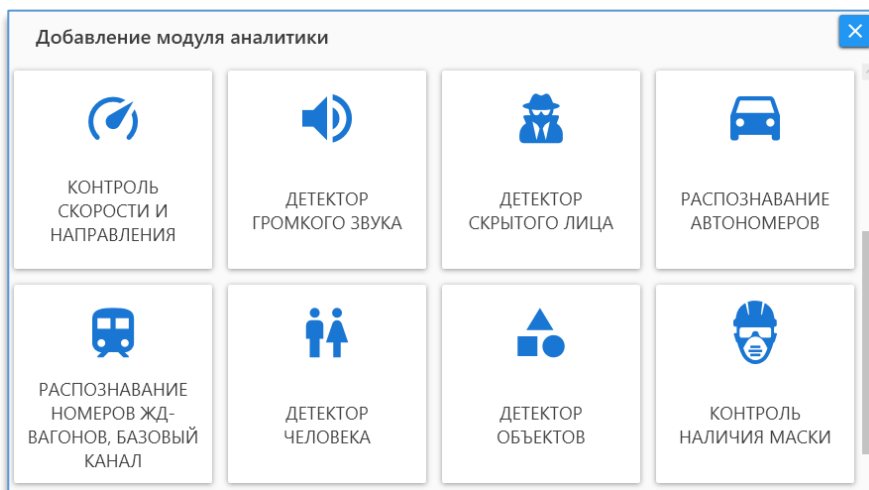 Добавление модуля аналитики
КОНТРОЛЬ
СКОРОСТИ И
НАПРАВЛЕНИЯ
ДЕТЕКТОР
ГРОМКОГО ЗВУКА
ДЕТЕКТОР
СКРЫТОГО ЛИЦА
РАСПОЗНАВАНИЕ
АВТОНОМЕРОВ
РАСПОЗНАВАНИЕ
НОМЕРОВ ЖД-
ВАГОНОВ, БАЗОВЫЙ
КАНАЛ
ДЕТЕКТОР
ЧЕЛОВЕКА
ДЕТЕКТОР
ОБЪЕКТОВ
КОНТРОЛЬ
НАЛИЧИЯ МАСКИ